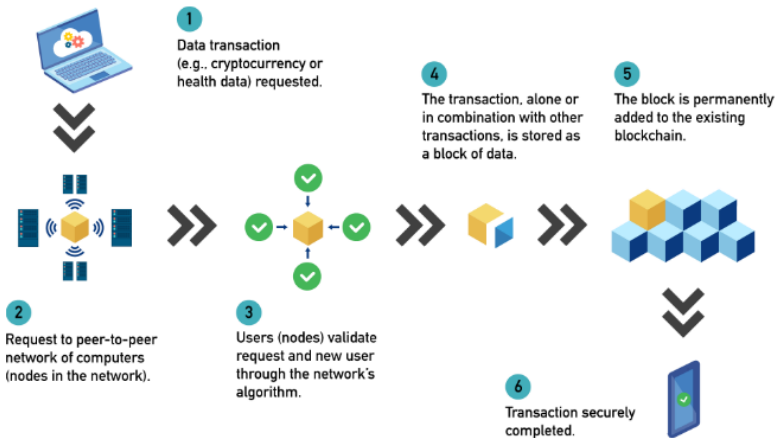 1
Data transaction
(e.g., cryptocurrency or
health data) requested.
2
Request to peer-to-peer
network of computers
(nodes in the network).
3
Users (nodes) validate
request and new user
through the network's
algorithm.
4
The transaction, alone or
in combination with other
transactions, is stored as
a block of data.
5
The block is permanently
added to the existing
blockchain.
6
Transaction securely
completed.